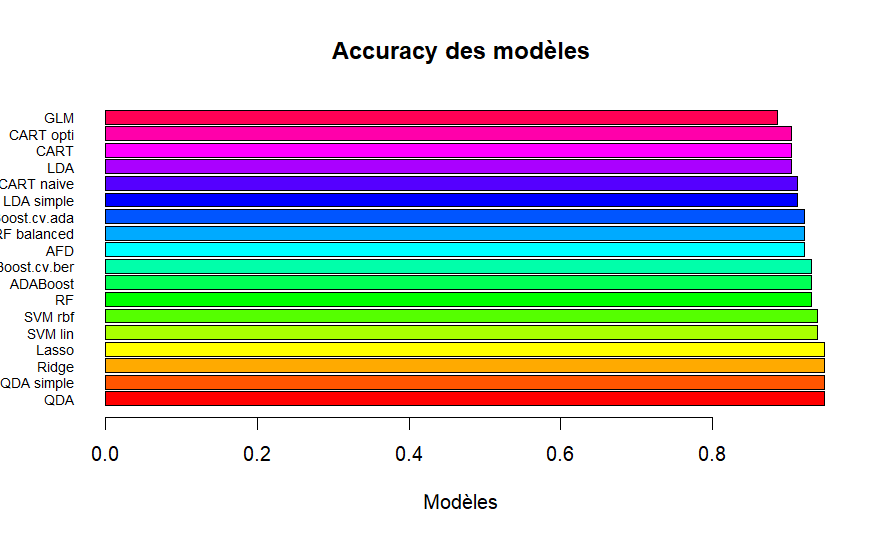 Accuracy des modèles
GLM
CART opti
CART
LDA
CART naive
LDA simple
Boost.cv.ada
RF balanced
AFD
Boost.cv.ber
ADABoost
RF
SVM rbf
SVM lin
Lasso
Ridge
QDA simple
QDA
0.0 0.2 0.4 0.6 0.8
Modèles